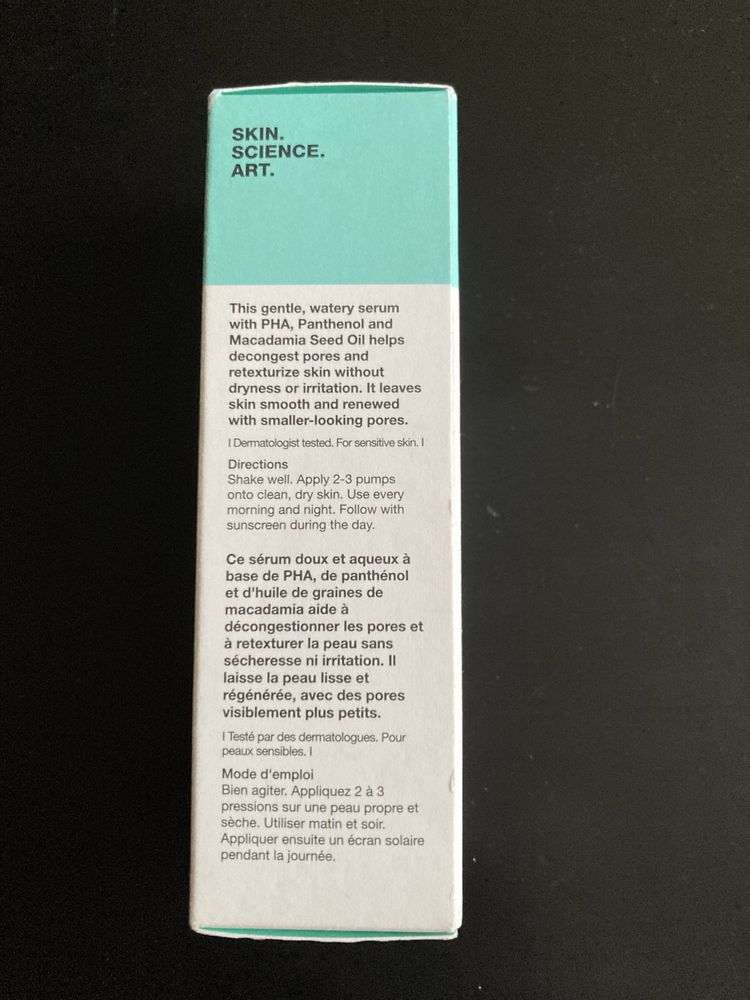 SKIN.
SCIENCE.
ART.
This gentle, watery serum
with PHA, Panthenol and
Macadamia Seed Oil helps
decongest pores and
retexturize skin without
dryness or irritation. It leaves
skin smooth and renewed
with smaller-looking pores.
I Dermatologist tested. For sensitive skin. I
Directions
Shake well. Apply 2-3 pumps
onto clean, dry skin. Use every
morning and night. Follow with
sunscreen during the day.
Ce sérum doux et aqueux à
base de PHA, de panthénol
et d'huile de graines de
macadamia aide à
décongestionner les pores et
à retexturer la peau sans
sécheresse ni irritation. Il
laisse la peau lisse et
régénérée, avec des pores
visiblement plus petits.
I Testé par des dermatologues. Pour
peaux sensibles. I
Mode d'emploi
Bien agiter. Appliquez 2 à 3
pressions sur une peau propre et
sèche. Utiliser matin et soir.
Appliquer ensuite un écran solaire
pendant la journée.